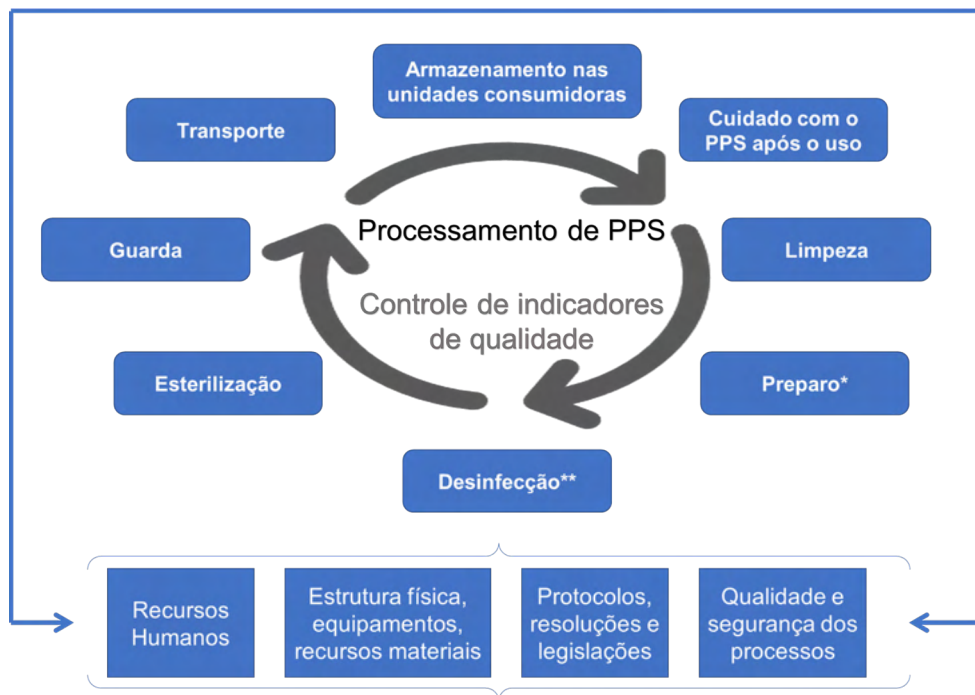 Armazenamento nas
unidades consumidoras
Cuidado com o
PPS após o uso
Transporte
Processamento de PPS
Guarda
Limpeza
Controle de indicadores
de qualidade
Esterilização
Preparo*
Desinfecção**
Recursos
Humanos
Estrutura física,
equipamentos,
recursos materiais
Protocolos,
resoluções e
legislações
Qualidade e
segurança dos
processos